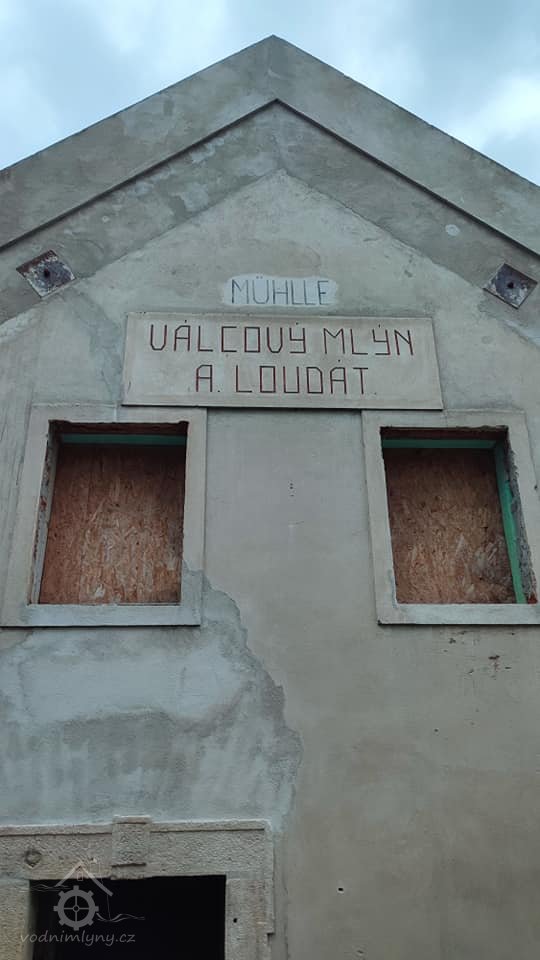 MÜHLLE
VÁLCOVÝ MLÝN
A. LOUDÁT.
vodnimlyny.cz